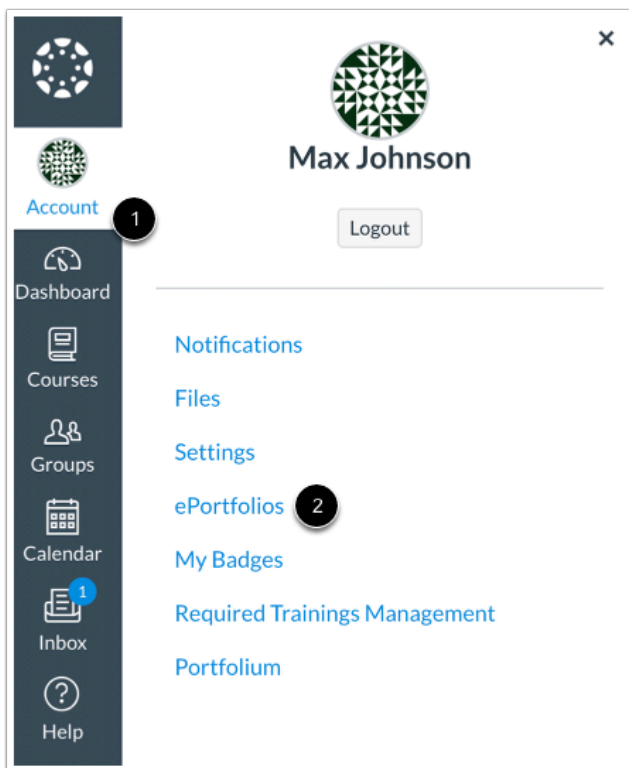 Max Johnson
Logout
Account
1
Dashboard
Courses
Groups
Calendar
1
Inbox
Help
Notifications
Files
Settings
ePortfolios 2
My Badges
Required Trainings Management
Portfolium